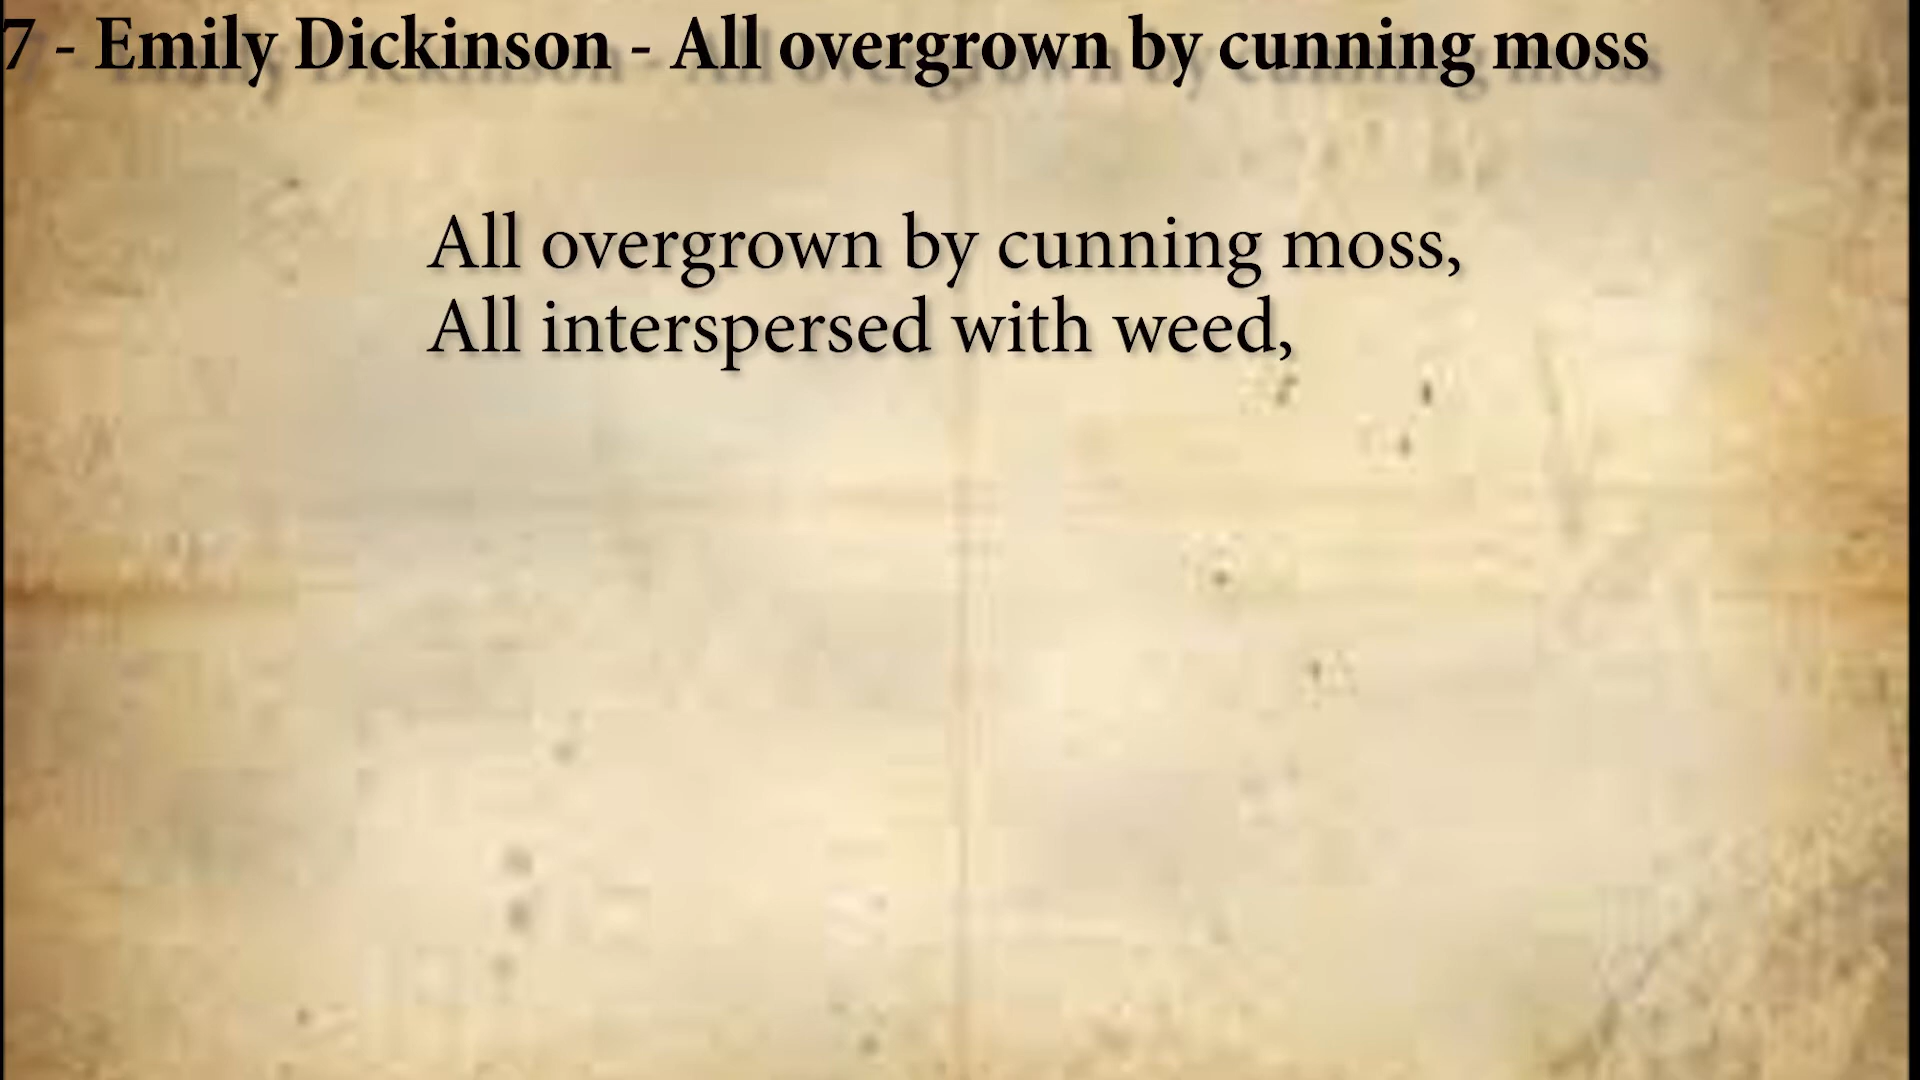 7 - Emily Dickinson - All overgrown by cunning moss
All overgrown by cunning moss,
All interspersed with weed,